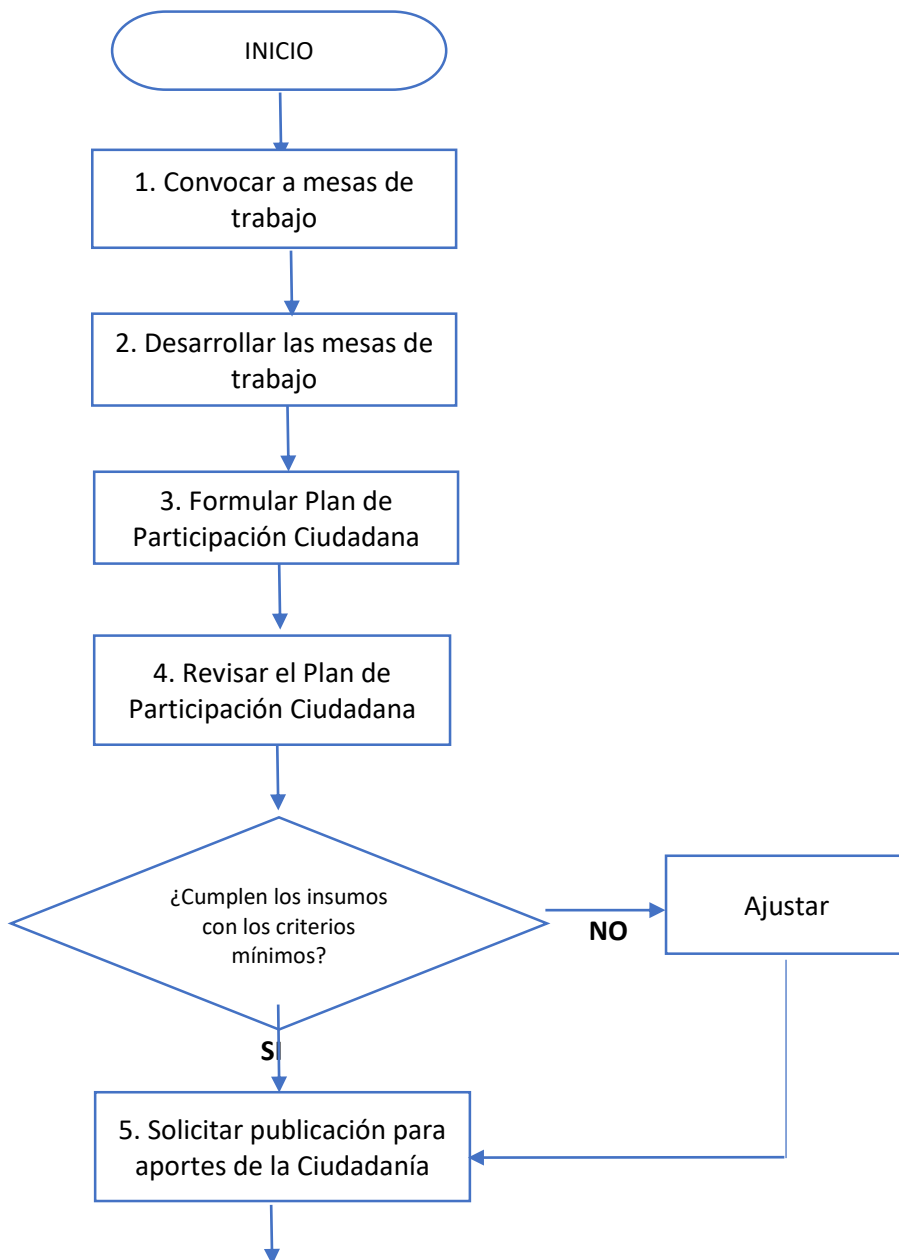 INICIO
1. Convocar a mesas de
trabajo
2. Desarrollar las mesas de
trabajo
3. Formular Plan de
Participación Ciudadana
4. Revisar el Plan de
Participación Ciudadana
¿Cumplen los insumos
con los criterios
mínimos?
NO
Ajustar
SI
5. Solicitar publicación para
aportes de la Ciudadanía